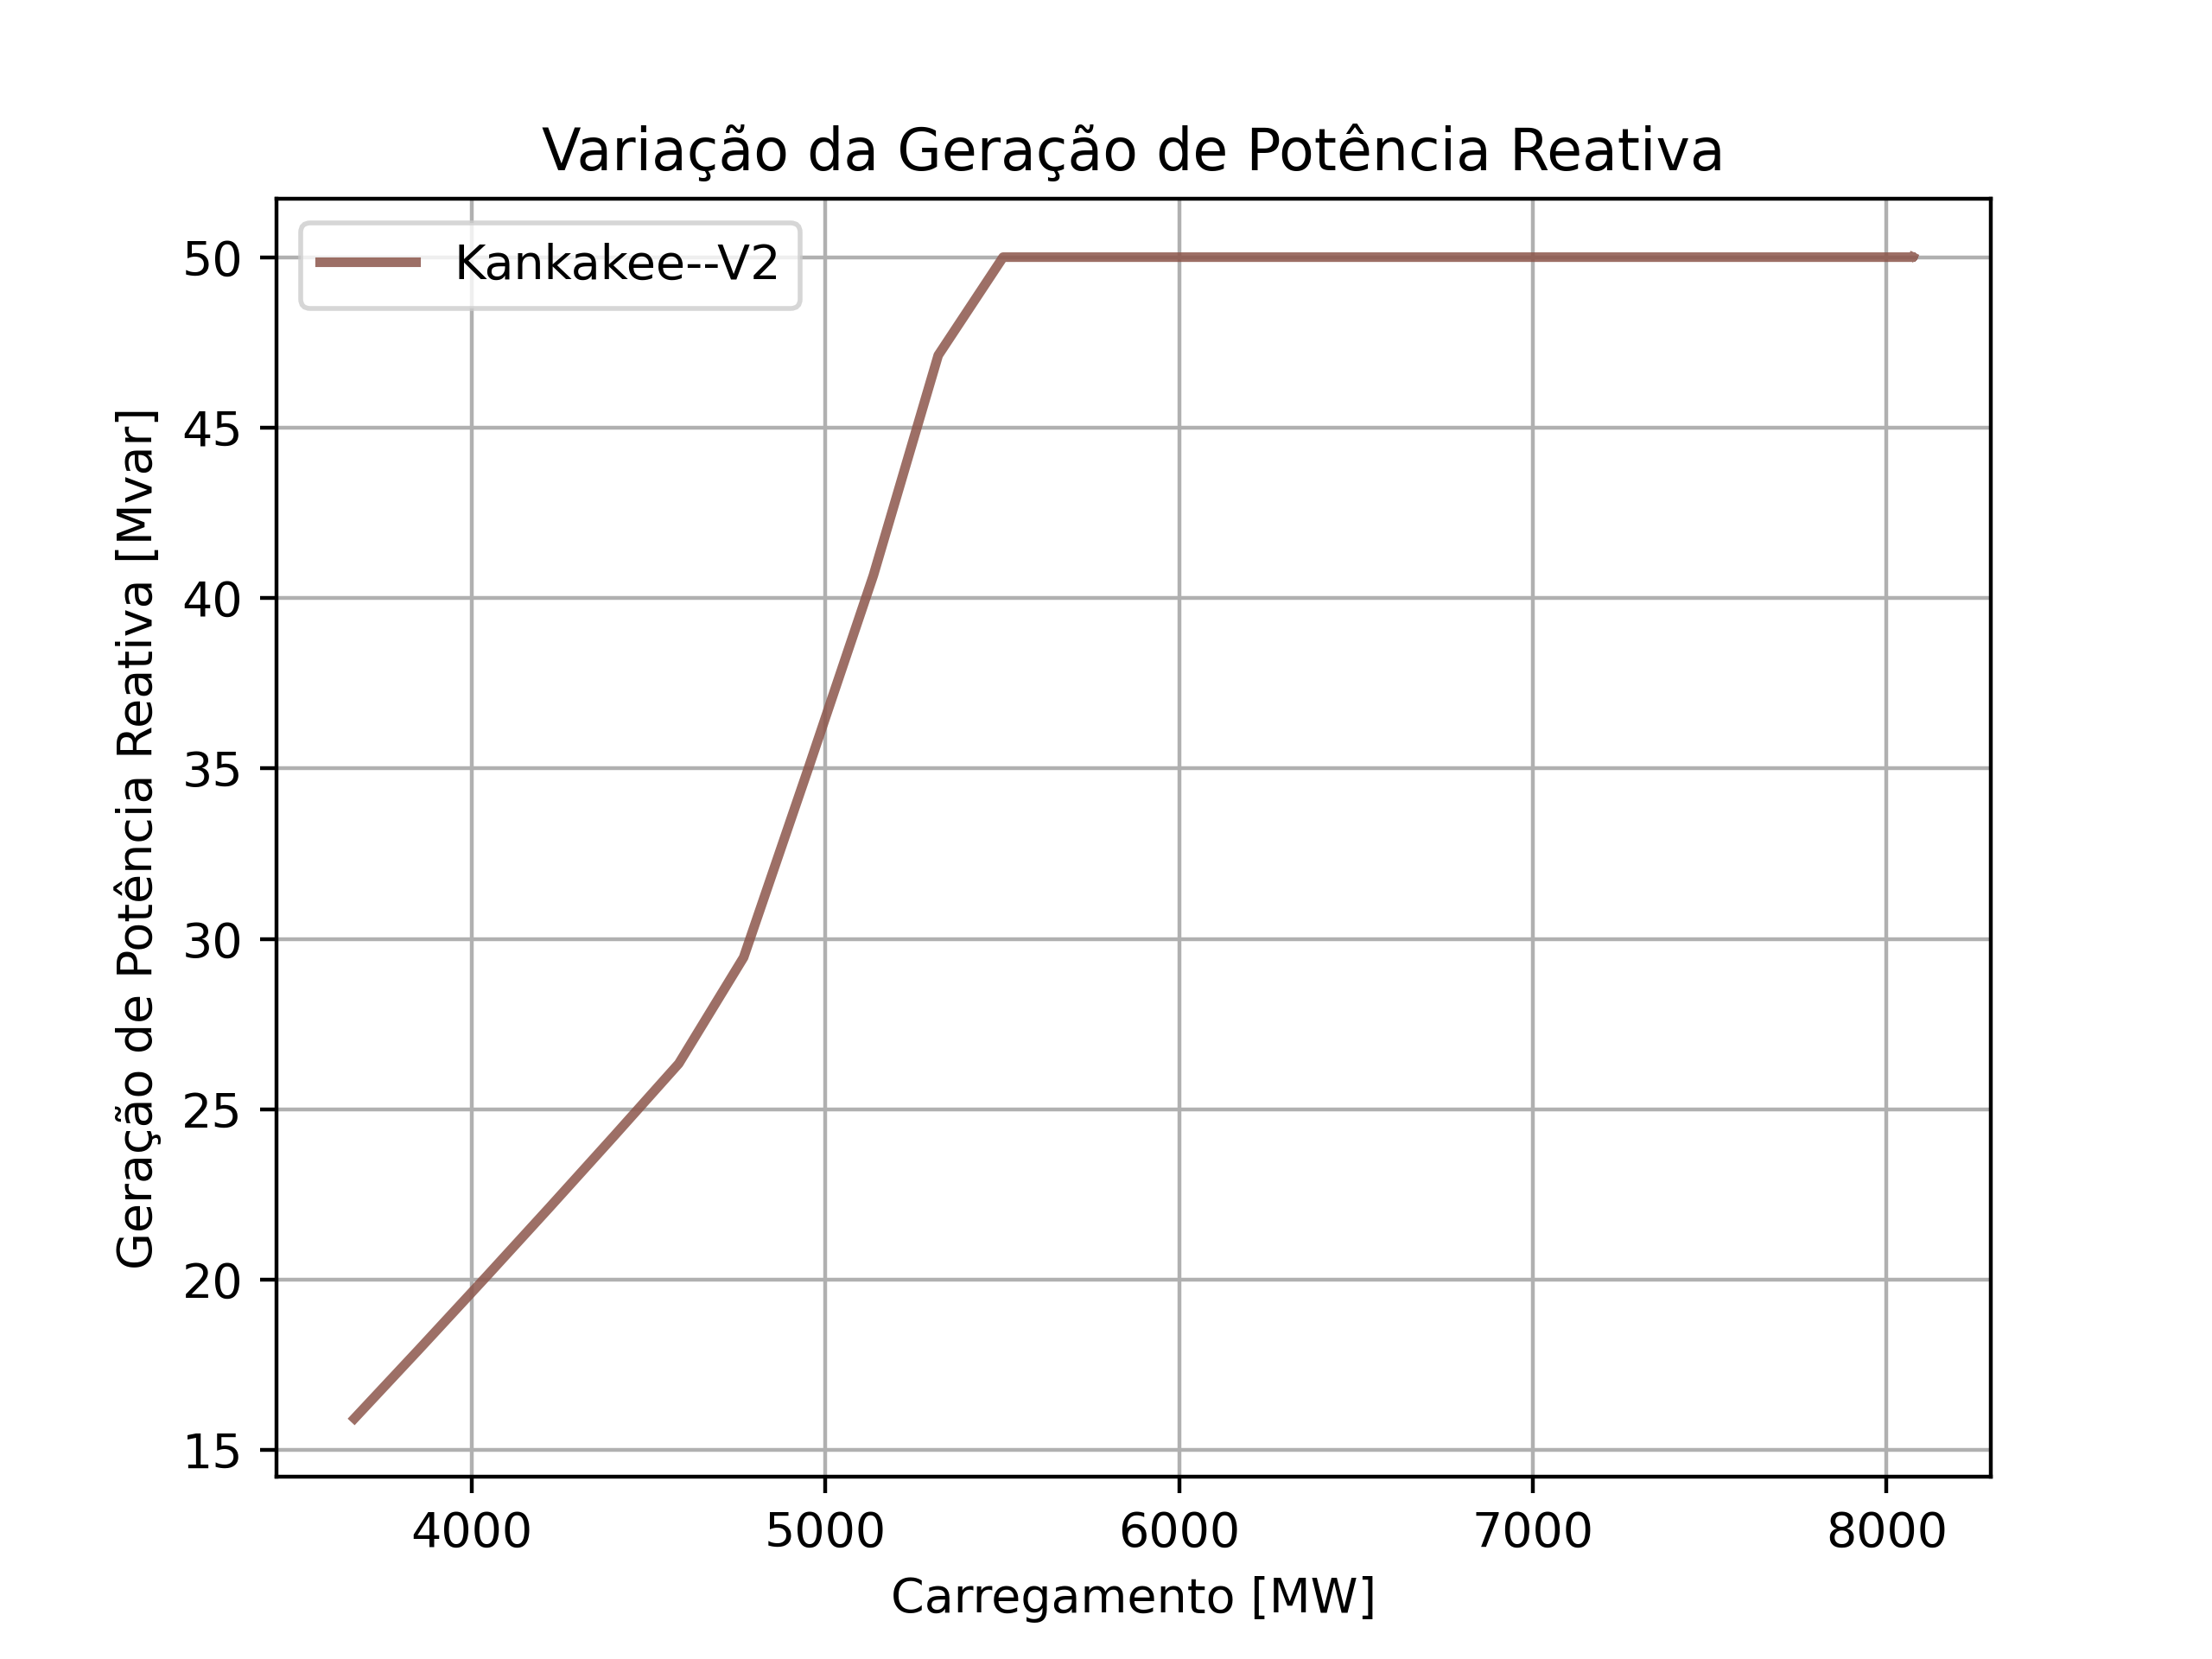 Variação da Geração de Potência Reativa
Kankakee--V2
Geração de Potência Reativa [Mvar]
50
45
40
35
30
25
20
15
4000 5000 6000 7000 8000
Carregamento [MW]